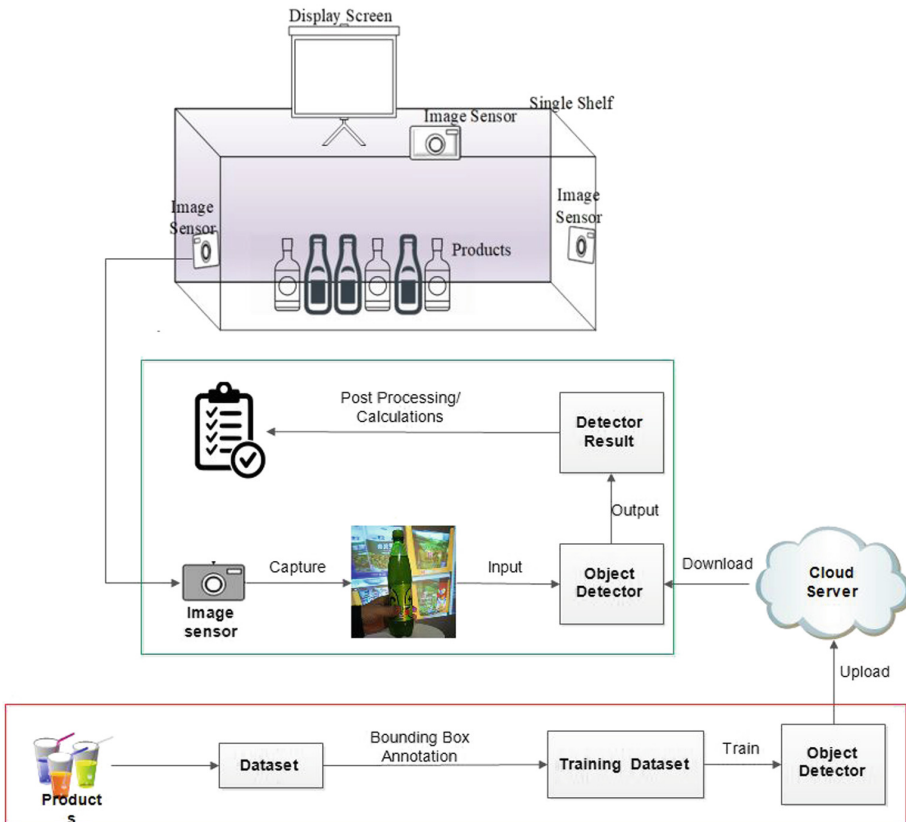 Display Screen
Single Shelf
Image Sensor
Image
Sensor
Image
Sensor
Products
Post Processing/
Calculations
Detector
Result
Output
Image
sensor
Capture
Input
Object
Detector
Download
Cloud
Server
Upload
Product
s
Dataset
Bounding Box
Annotation
Training Dataset
Train
Object
Detector